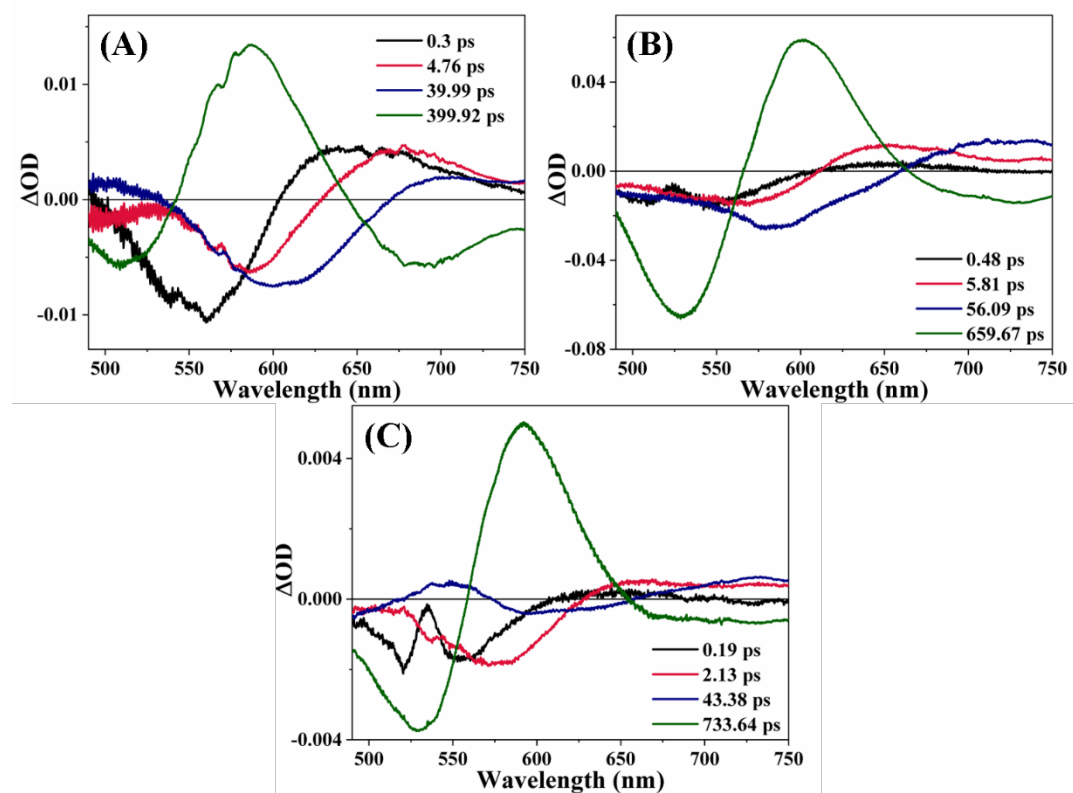 (A)
0.3 ps
4.76 ps
39.99 ps
399.92 ps
0.01
0.00
-0.01
ΔOD
500 550 600 650 700 750
Wavelength (nm)
(B)
0.48 ps
5.81 ps
56.09 ps
659.67 ps
0.04
0.00
-0.04
-0.08
ΔOD
500 550 600 650 700 750
Wavelength (nm)
(C)
0.19 ps
2.13 ps
43.38 ps
733.64 ps
0.004
0.000
-0.004
ΔOD
500 550 600 650 700 750
Wavelength (nm)